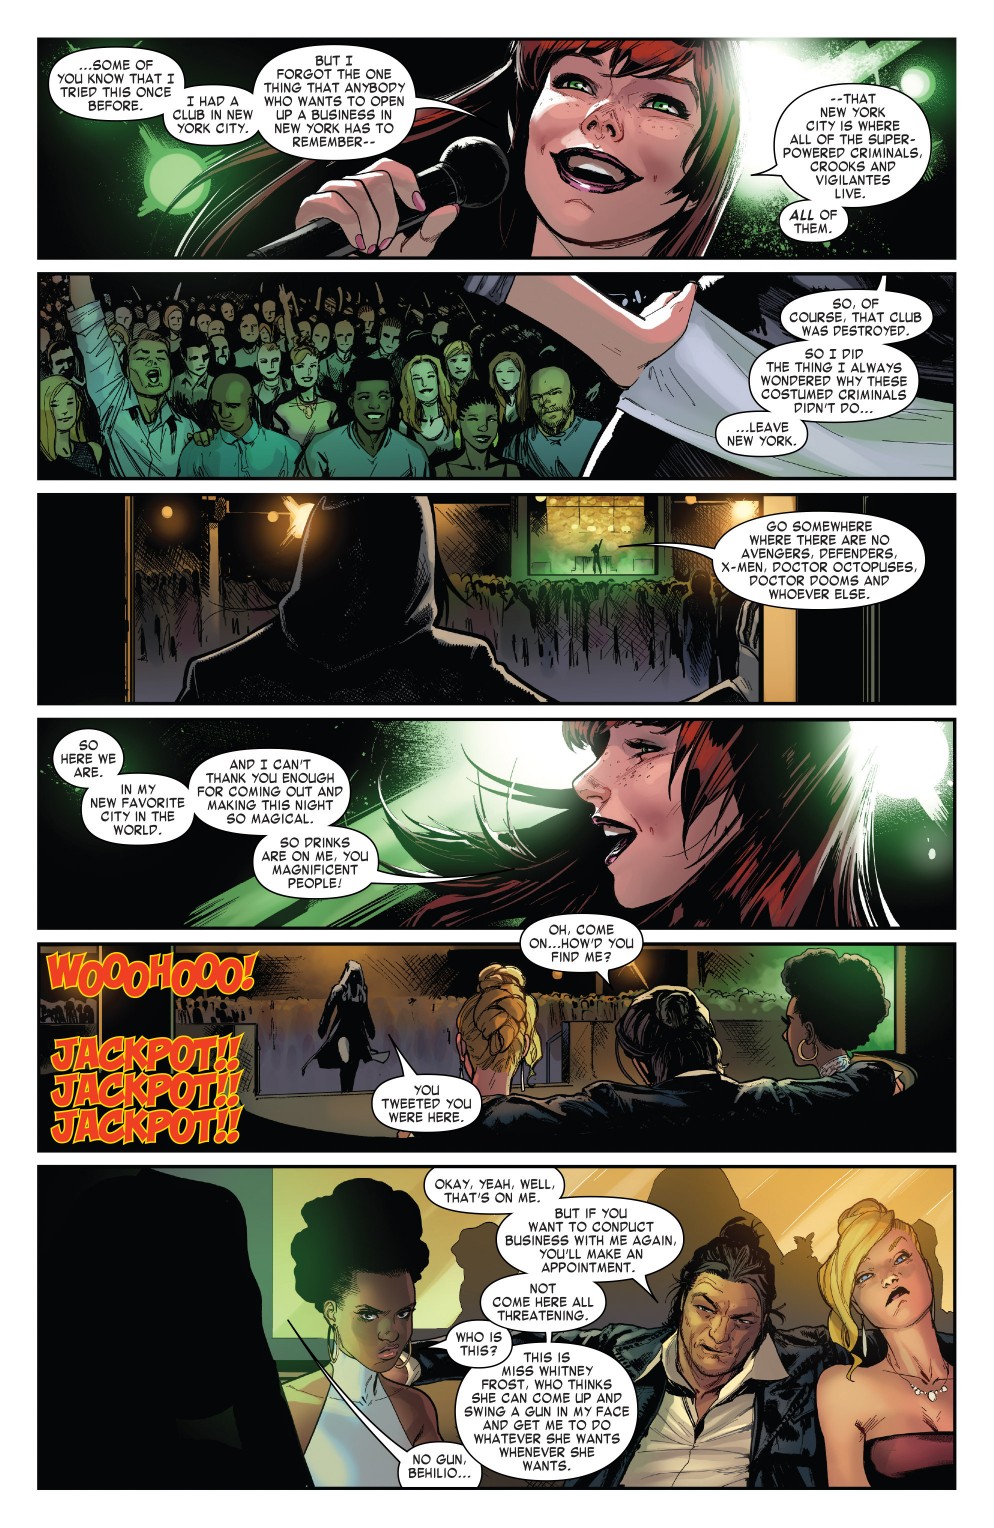 ...SOME OF
YOU KNOW THAT I
TRIED THIS ONCE
BEFORE.
I HAD A
CLUB IN NEW
YORK CITY.
BUT I
FORGOT THE ONE
THING THAT ANYBODY
WHO WANTS TO OPEN
UP A BUSINESS IN
NEW YORK HAS TO
REMEMBER--
--THAT
NEW YORK
CITY IS WHERE
ALL OF THE SUPER-
POWERED CRIMINALS,
CROOKS AND
VIGILANTES
LIVE.
ALL OF
THEM.
SO, OF
COURSE, THAT CLUB
WAS DESTROYED.
SO I DID
THE THING I ALWAYS
WONDERED WHY THESE
COSTUMED CRIMINALS
DIDN'T DO...
...LEAVE
NEW YORK.
GO SOMEWHERE
WHERE THERE ARE NO
AVENGERS, DEFENDERS,
X-MEN, DOCTOR OCTOPUSES,
DOCTOR DOOMS AND
WHOEVER ELSE.
SO
HERE WE
ARE.
IN MY
NEW FAVORITE
CITY IN THE
WORLD.
AND I CAN'T
THANK YOU ENOUGH
FOR COMING OUT AND
MAKING THIS NIGHT
SO MAGICAL.
SO DRINKS
ARE ON ME, YOU
MAGNIFICENT
PEOPLE!
WOOOHOOO!
JACKPOT!!
JACKPOT!!
JACKPOT!!
OH, COME
ON...HOW'D YOU
FIND ME?
YOU
TWEETED YOU
WERE HERE.
OKAY, YEAH, WELL,
THAT'S ON ME.
BUT IF YOU
WANT TO CONDUCT
BUSINESS WITH ME AGAIN,
YOU'LL MAKE AN
APPOINTMENT.
NOT
COME HERE ALL
THREATENING.
WHO IS
THIS?
THIS IS
MISS WHITNEY
FROST, WHO THINKS
SHE CAN COME UP AND
SWING A GUN IN MY FACE
AND GET ME TO DO
WHATEVER SHE WANTS
WHENEVER SHE
WANTS.
NO GUN,
BEHILIO...